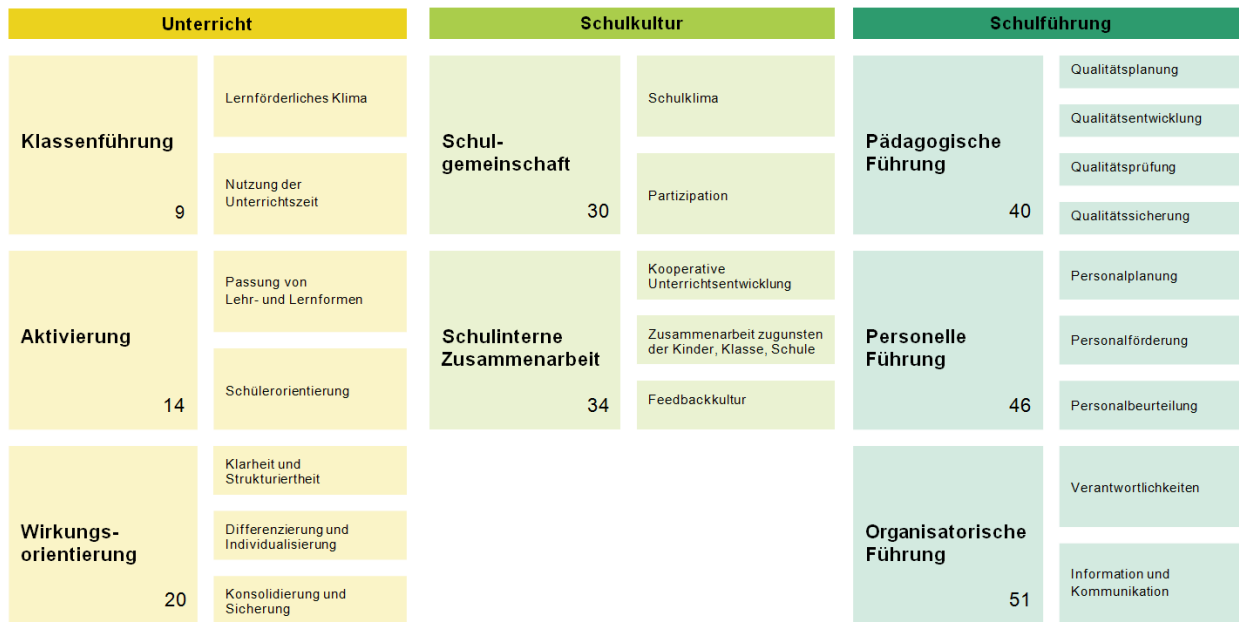 Unterricht
Klassenführung
9
Lernförderliches Klima
Nutzung der
Unterrichtszeit
Aktivierung
14
Passung von
Lehr- und Lernformen
Schülerorientierung
Wirkungs-
orientierung
20
Klarheit und
Strukturiertheit
Differenzierung und
Individualisierung
Konsolidierung und
Sicherung
Schulkultur
Schul-
gemeinschaft
30
Schulklima
Partizipation
Schulinterne
Zusammenarbeit
34
Kooperative
Unterrichtsentwicklung
Zusammenarbeit zugunsten
der Kinder, Klasse, Schule
Feedbackkultur
Schulführung
Pädagogische
Führung
40
Qualitätsplanung
Qualitätsentwicklung
Qualitätsprüfung
Qualitätssicherung
Personelle
Führung
46
Personalplanung
Personalförderung
Personalbeurteilung
Organisatorische
Führung
51
Verantwortlichkeiten
Information und
Kommunikation